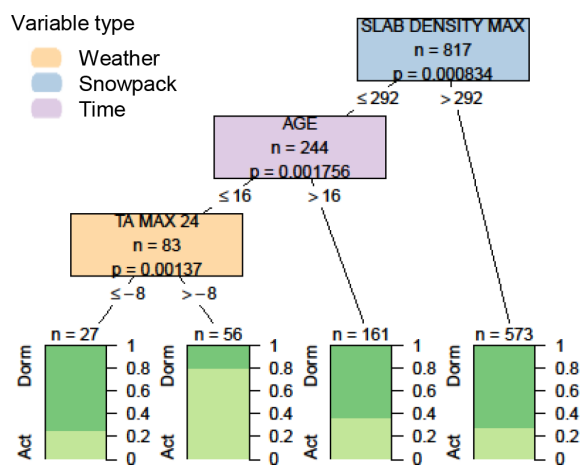 Variable type
Weather
Snowpack
Time
SLAB DENSITY MAX
n = 817
p = 0.000834
≤ 292
> 292
AGE
n = 244
p = 0.001756
≤ 16
> 16
TA MAX 24
n = 83
p = 0.00137
≤ −8
> −8
n = 27
Dorm
Act
1
0.8
0.6
0.4
0.2
0
n = 56
Dorm
Act
1
0.8
0.6
0.4
0.2
0
n = 161
Dorm
Act
1
0.8
0.6
0.4
0.2
0
n = 573
Dorm
Act
1
0.8
0.6
0.4
0.2
0